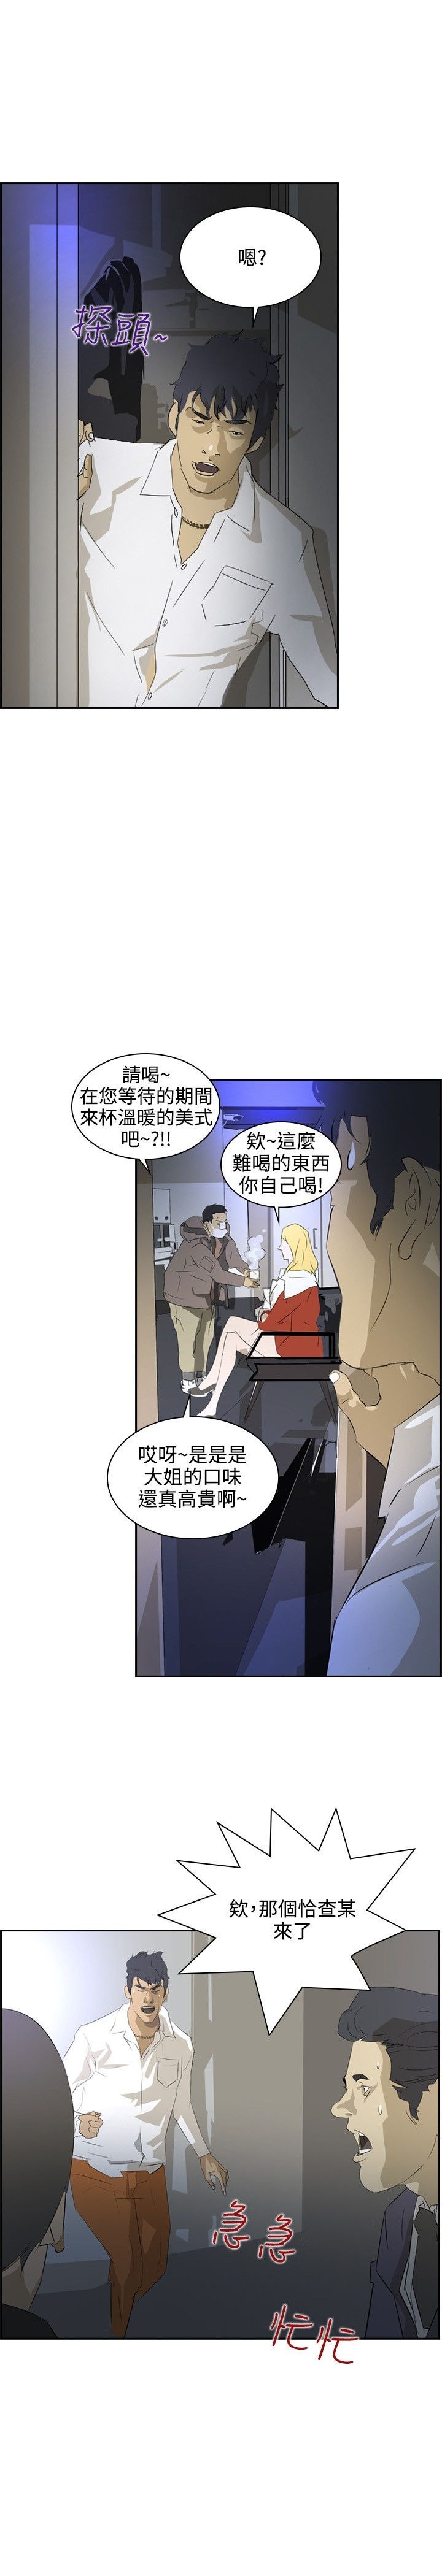 嗯?
探頭~
請喝~
在您等待的期間
來杯溫暖的美式
吧~?!!
欸~這麼
難喝的東西
你自己喝!
哎呀~是是是
大姐的口味
還真高貴啊~
欸,那個恰查某
來了
急急
忙忙